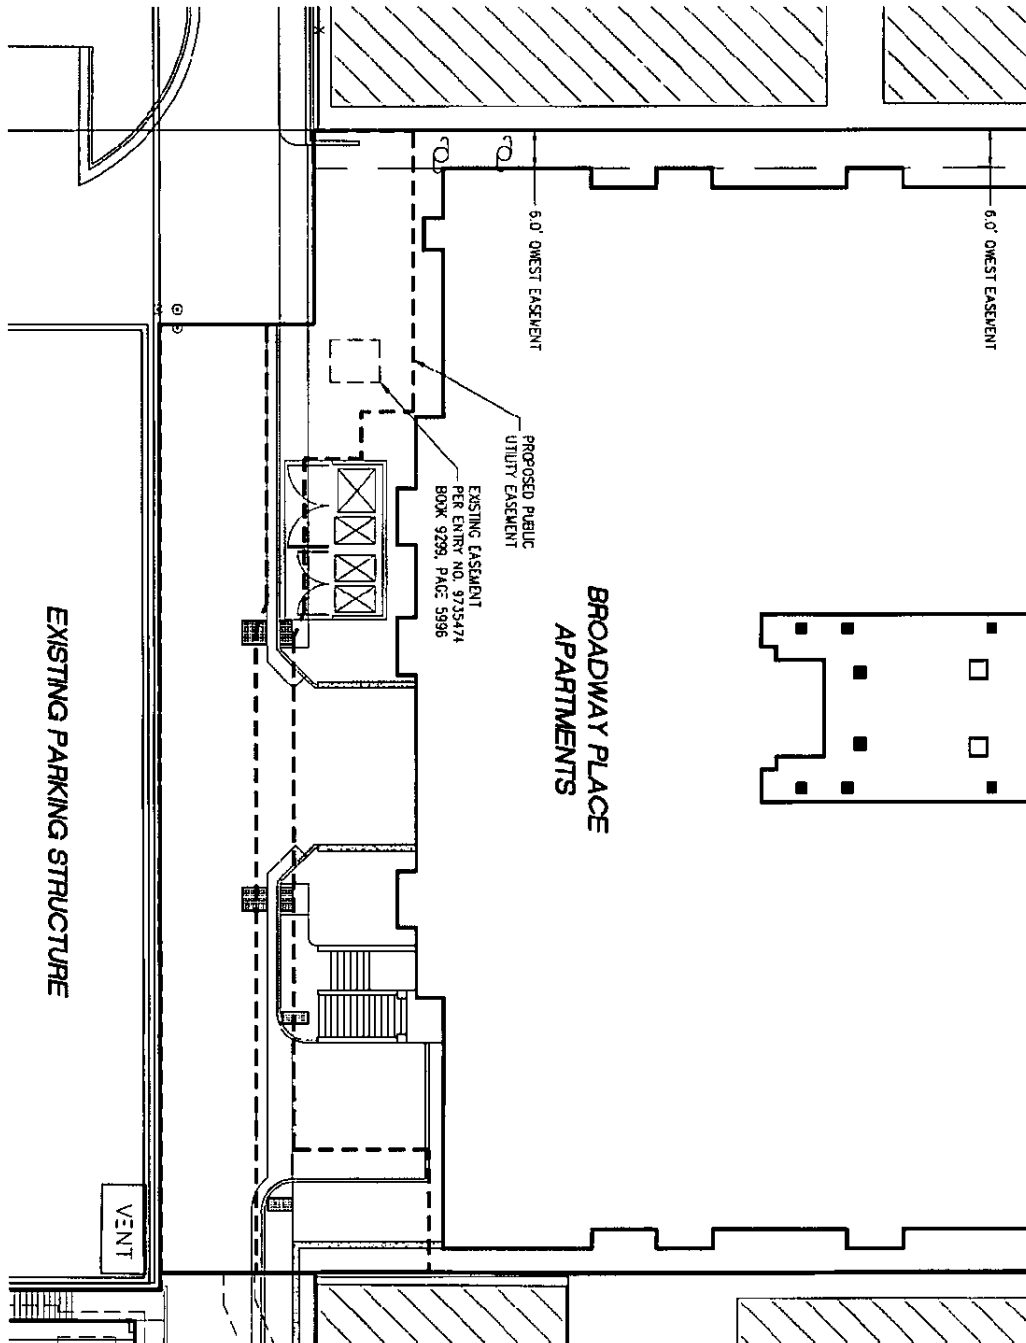 6.0' QWEST EASEMENT
6.0' QWEST EASEMENT
PROPOSED PUBLIC
UTILITY EASEMENT
EXISTING EASEMENT
PER ENTRY NO. 9735474
BOOK 9299, PAGE 5996
BROADWAY PLACE
APARTMENTS
EXISTING PARKING STRUCTURE
VENT